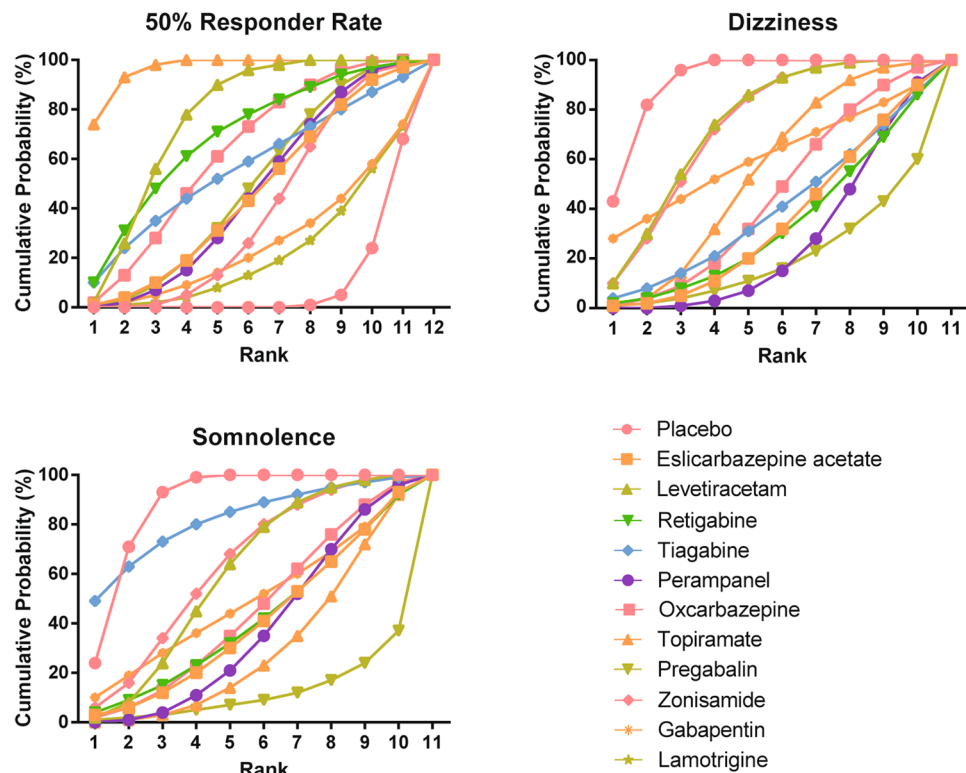 50% Responder Rate
Cumulative Probability (%)
100
80
60
40
20
0
1 2 3 4 5 6 7 8 9 10 11 12
Rank
Dizziness
Cumulative Probability (%)
100
80
60
40
20
0
1 2 3 4 5 6 7 8 9 10 11
Rank
Somnolence
Cumulative Probability (%)
100
80
60
40
20
0
1 2 3 4 5 6 7 8 9 10 11
Rank
Placebo
Eslicarbazepine acetate
Levetiracetam
Retigabine
Tiagabine
Perampanel
Oxcarbazepine
Topiramate
Pregabalin
Zonisamide
Gabapentin
Lamotrigine